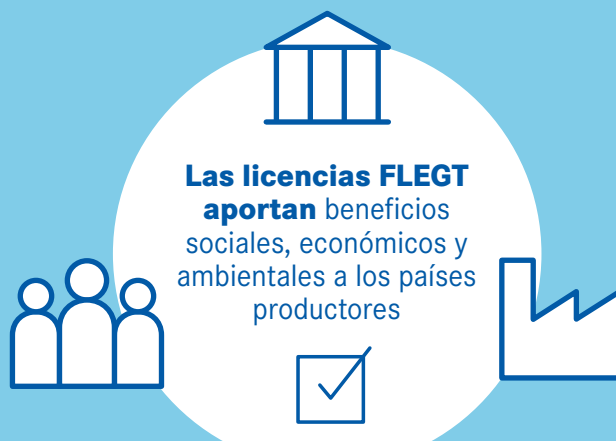 Las licencias FLEGT
aportan beneficios
sociales, económicos y
ambientales a los países
productores